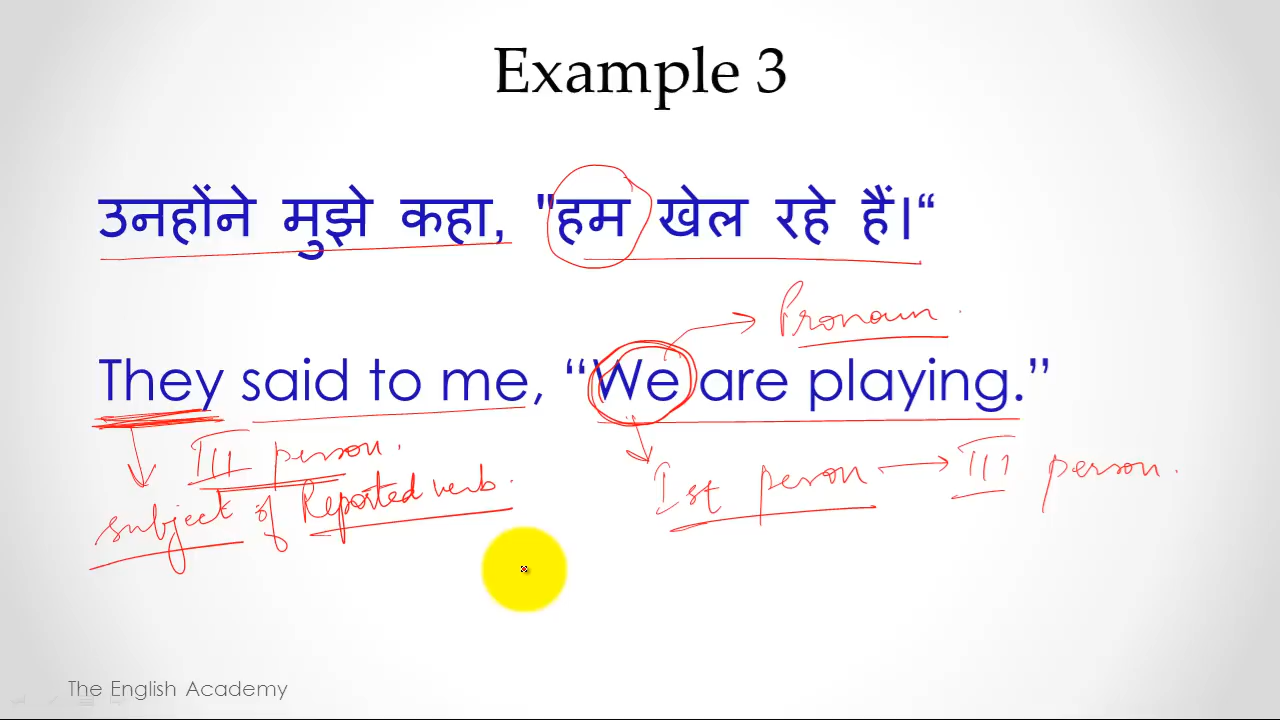 Example 3
उनहोंने मुझे कहा, "हम खेल रहे हैं।“
Pronoun.
They said to me, “We are playing.”
III person.
Ist person → III person.
subject of Reported verb.
The English Academy